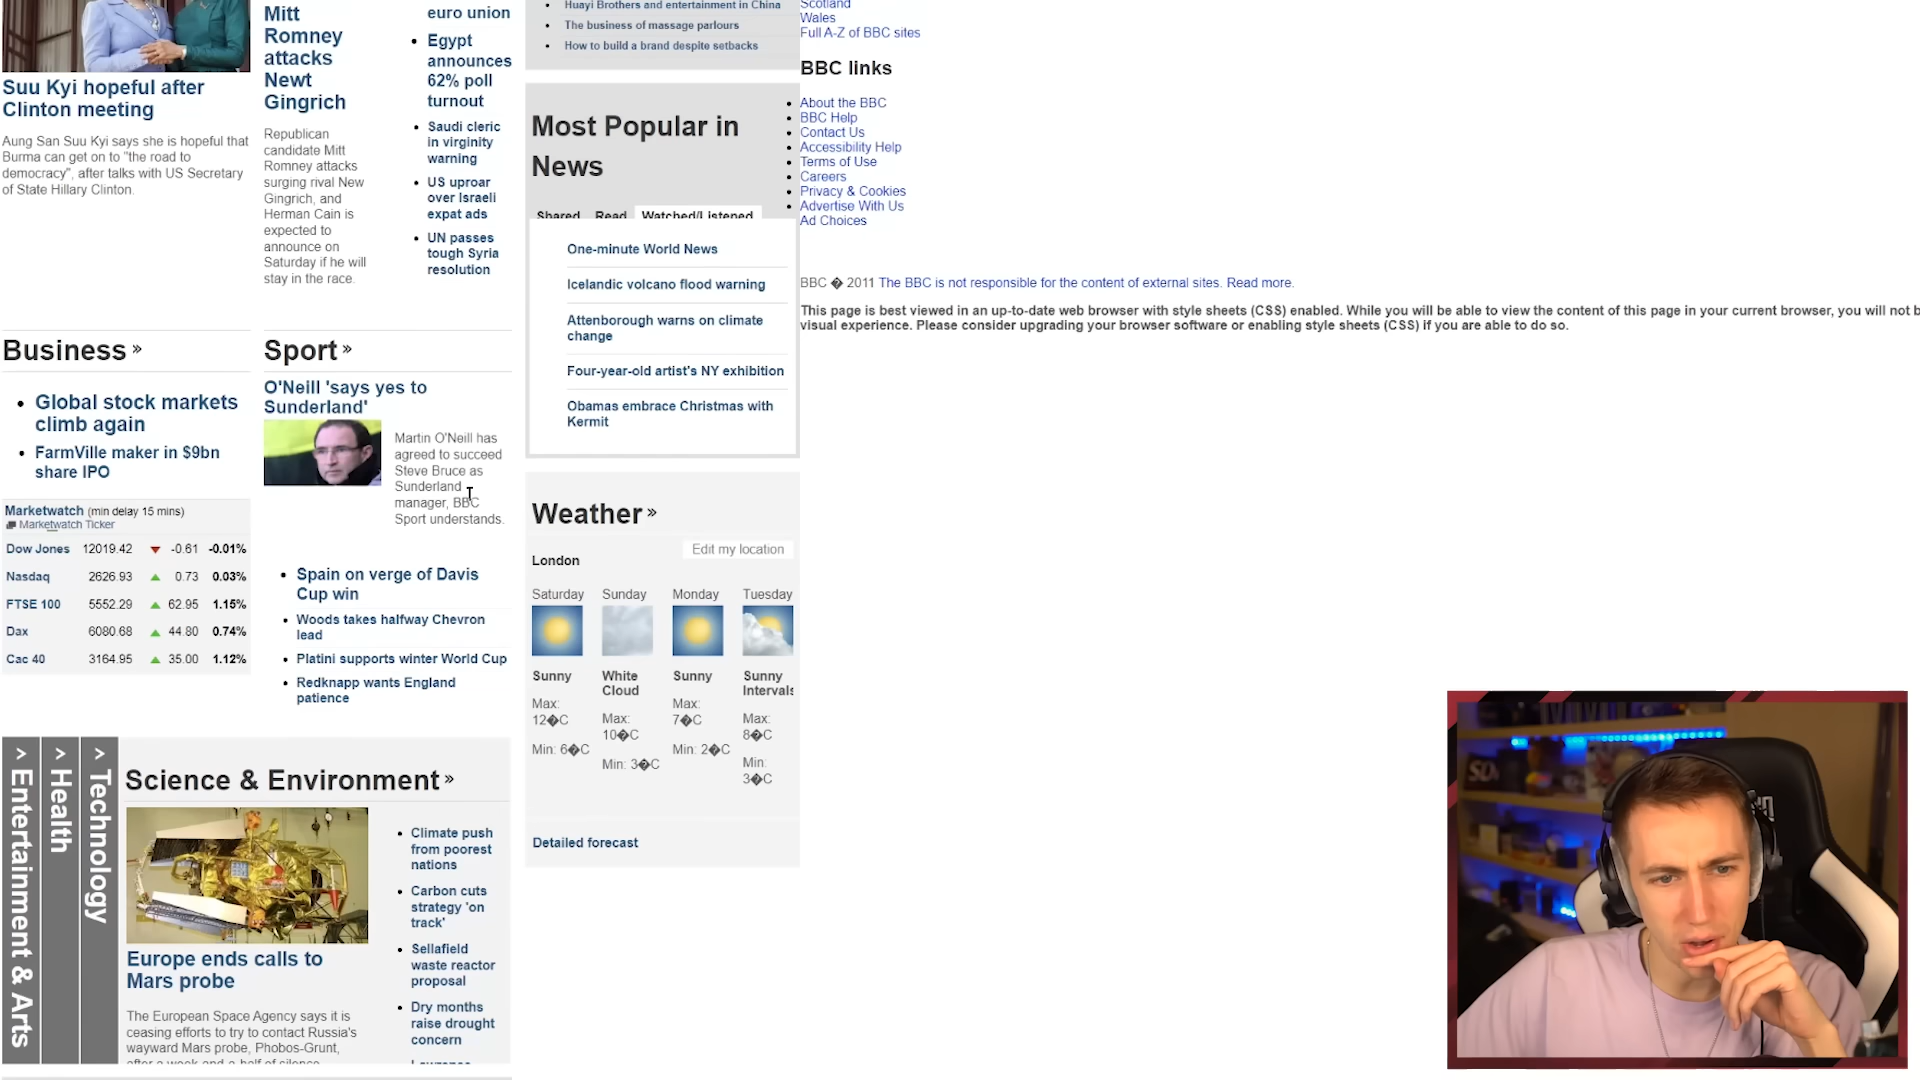 Suu Kyi hopeful after
Clinton meeting
Aung San Suu Kyi says she is hopeful that
Burma can get on to "the road to
democracy", after talks with US Secretary
of State Hillary Clinton.
Mitt
Romney
attacks
Newt
Gingrich
Republican
candidate Mitt
Romney attacks
surging rival New
Gingrich, and
Herman Cain is
expected to
announce on
Saturday if he will
stay in the race.
euro union
Egypt
announces
62% poll
turnout
Saudi cleric
in virginity
warning
US uproar
over Israeli
expat ads
UN passes
tough Syria
resolution
Business »
Global stock markets
climb again
FarmVille maker in $9bn
share IPO
Marketwatch (min delay 15 mins)
Marketwatch Ticker
Dow Jones 12019.42 -0.61 -0.01%
Nasdaq 2626.93 0.73 0.03%
FTSE 100 5552.29 62.95 1.15%
Dax 6080.68 44.80 0.74%
Cac 40 3164.95 35.00 1.12%
Sport »
O'Neill 'says yes to
Sunderland'
Martin O'Neill has
agreed to succeed
Steve Bruce as
Sunderland
manager, BBC
Sport understands.
Spain on verge of Davis
Cup win
Woods takes halfway Chevron
lead
Platini supports winter World Cup
Redknapp wants England
patience
> Entertainment & Arts
> Health
> Technology
Science & Environment »
Europe ends calls to
Mars probe
The European Space Agency says it is
ceasing efforts to try to contact Russia's
wayward Mars probe, Phobos-Grunt,
after a week and a half of silence
Climate push
from poorest
nations
Carbon cuts
strategy 'on
track'
Sellafield
waste reactor
proposal
Dry months
raise drought
concern
Huayi Brothers and entertainment in China
The business of massage parlours
How to build a brand despite setbacks
Most Popular in
News
Shared Read Watched/Listened
One-minute World News
Icelandic volcano flood warning
Attenborough warns on climate
change
Four-year-old artist's NY exhibition
Obamas embrace Christmas with
Kermit
Weather »
Edit my location
London
Saturday Sunday Monday Tuesday
Sunny
Max:
12�C
Min: 6�C
White
Cloud
Max:
10�C
Min: 3�C
Sunny
Max:
7�C
Min: 2�C
Sunny
Intervals
Max:
8�C
Min:
3�C
Detailed forecast
Scotland
Wales
Full A-Z of BBC sites
BBC links
About the BBC
BBC Help
Contact Us
Accessibility Help
Terms of Use
Careers
Privacy & Cookies
Advertise With Us
Ad Choices
BBC � 2011 The BBC is not responsible for the content of external sites. Read more.
This page is best viewed in an up-to-date web browser with style sheets (CSS) enabled. While you will be able to view the content of this page in your current browser, you will not b
visual experience. Please consider upgrading your browser software or enabling style sheets (CSS) if you are able to do so.